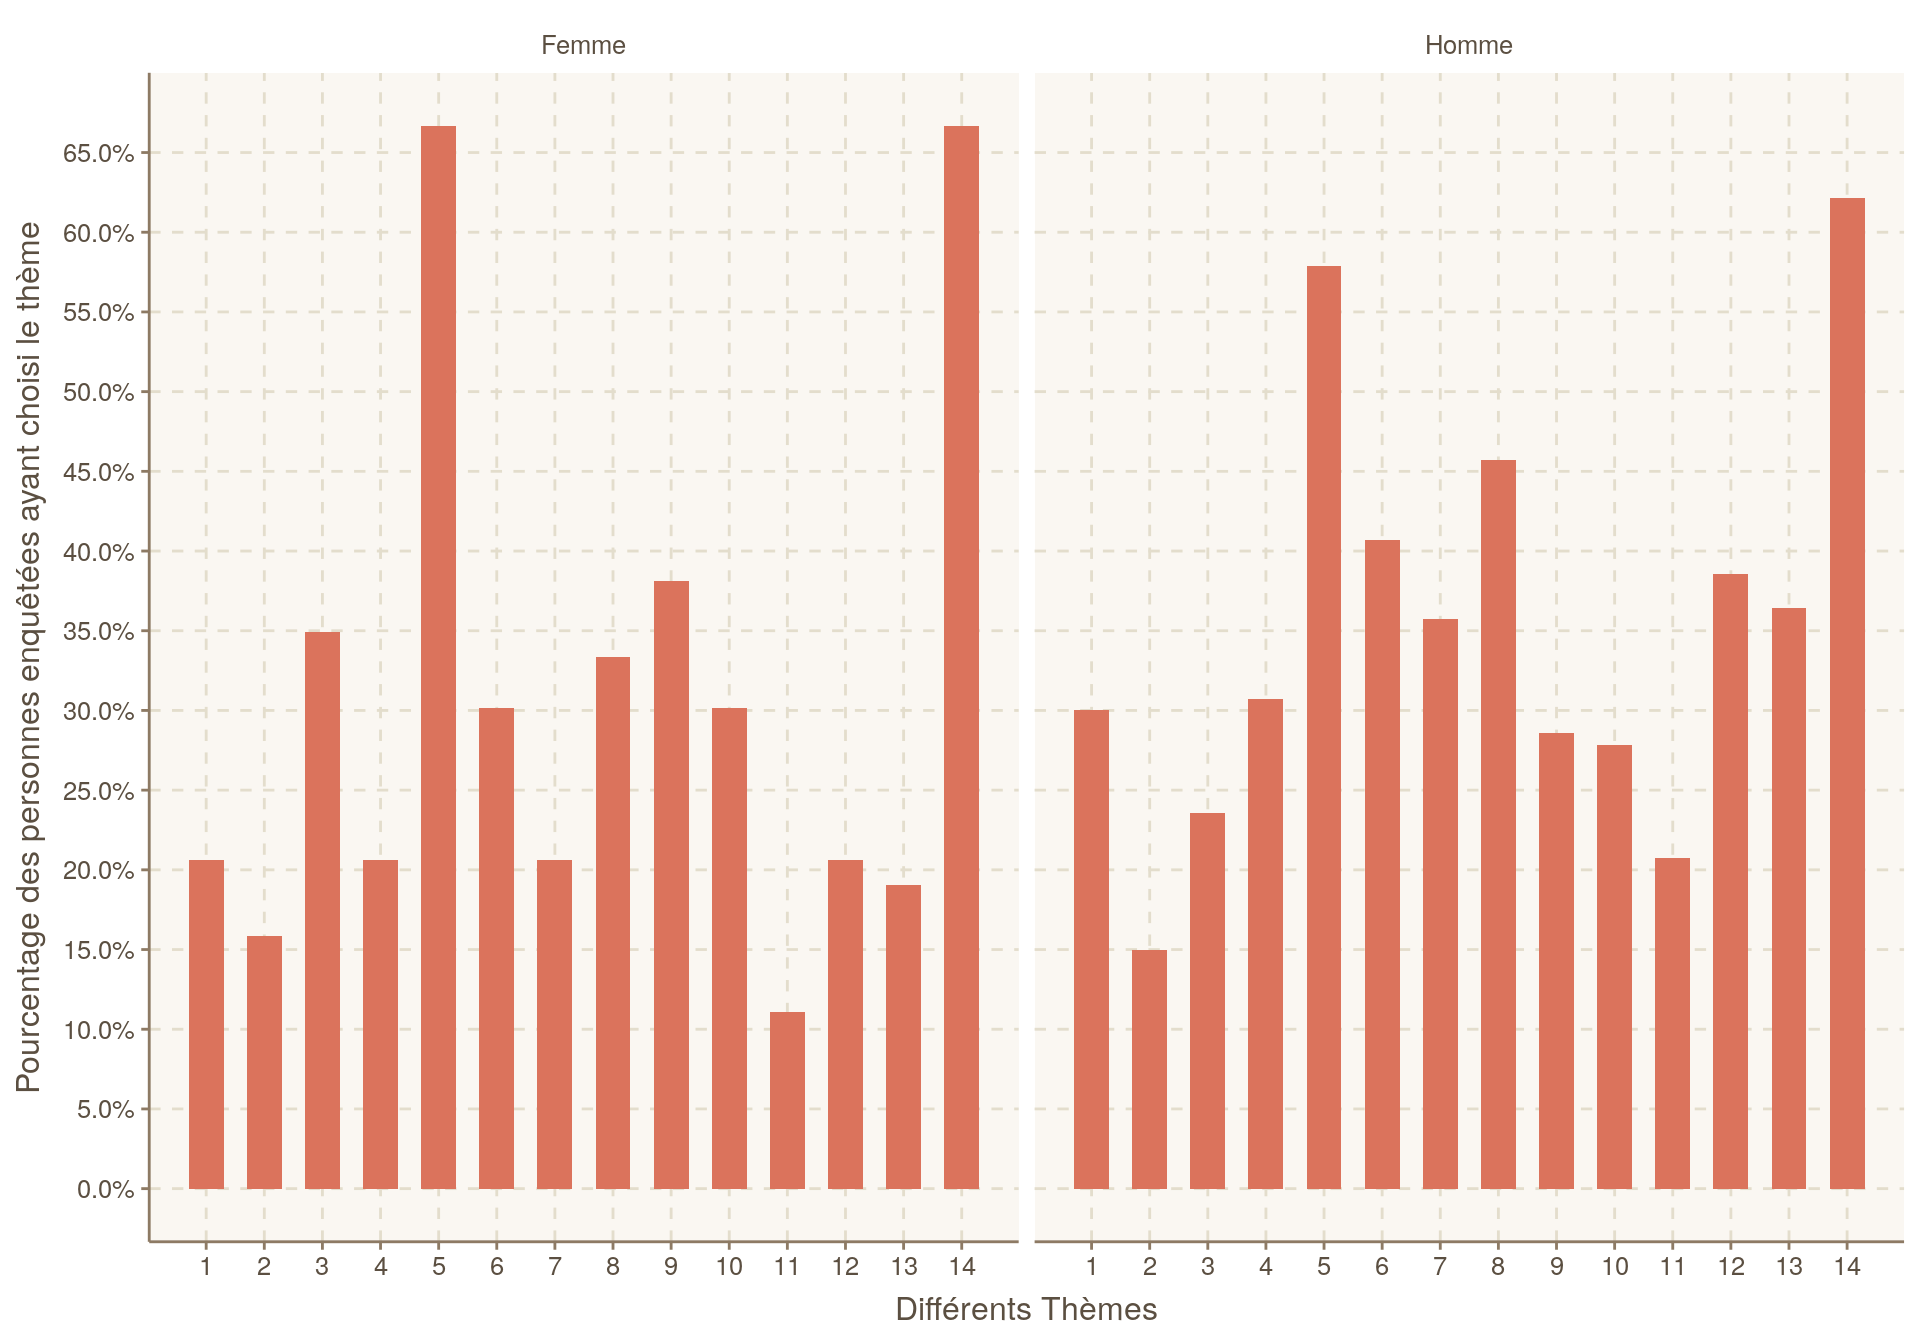 Femme
Homme
Pourcentage des personnes enquêtées ayant choisi le thème
65.0%
60.0%
55.0%
50.0%
45.0%
40.0%
35.0%
30.0%
25.0%
20.0%
15.0%
10.0%
5.0%
0.0%
1 2 3 4 5 6 7 8 9 10 11 12 13 14
1 2 3 4 5 6 7 8 9 10 11 12 13 14
Différents Thèmes